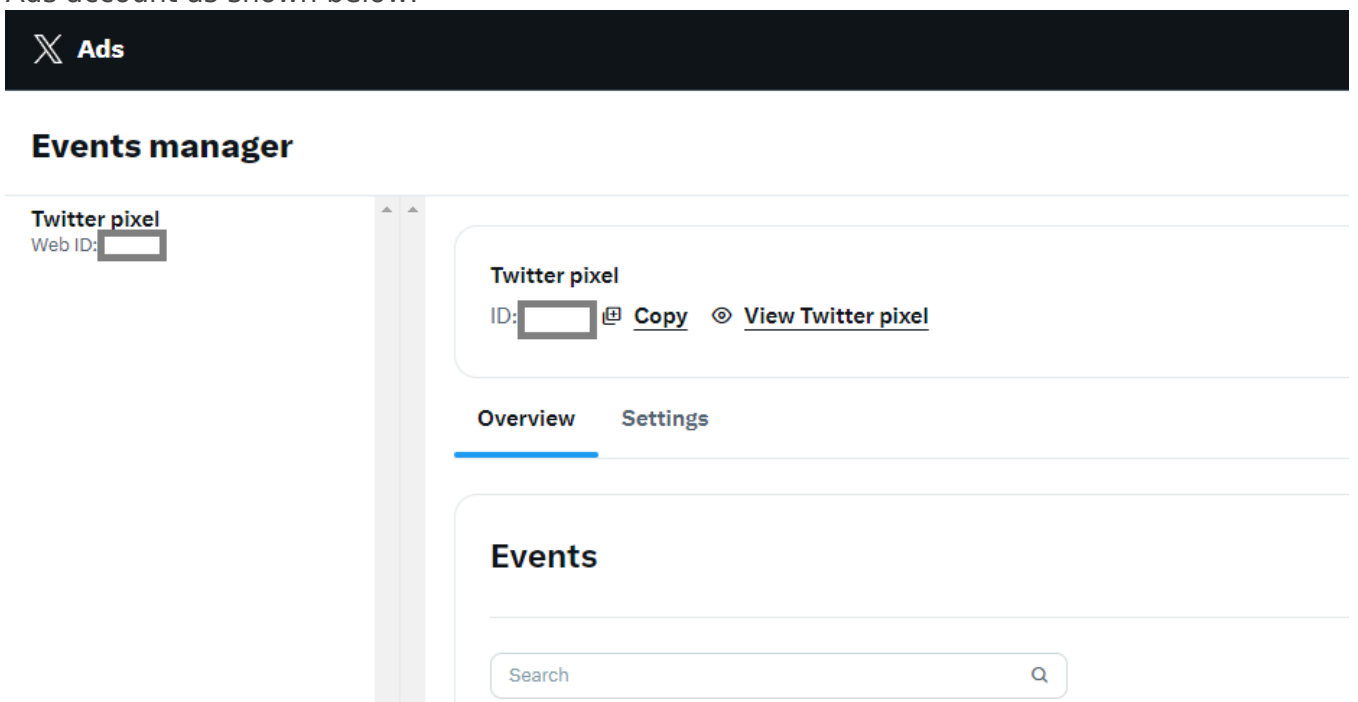 Ads account as shown below:
X Ads
Events manager
Twitter pixel
Web ID:
Twitter pixel
ID: Copy View Twitter pixel
Overview Settings
Events
Search